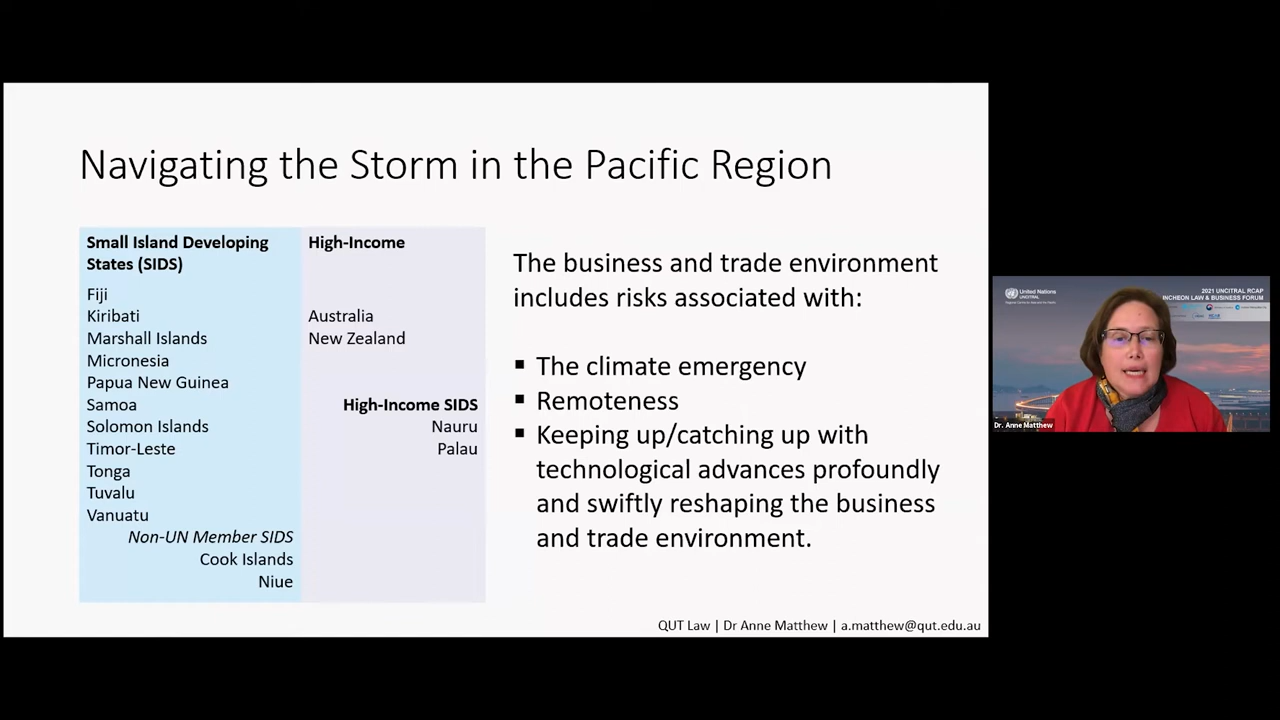 Navigating the Storm in the Pacific Region
Small Island Developing
States (SIDS)
Fiji
Kiribati
Marshall Islands
Micronesia
Papua New Guinea
Samoa
Solomon Islands
Timor-Leste
Tonga
Tuvalu
Vanuatu
Non-UN Member SIDS
Cook Islands
Niue
High-Income
Australia
New Zealand
High-Income SIDS
Nauru
Palau
The business and trade environment
includes risks associated with:
▪ The climate emergency
▪ Remoteness
▪ Keeping up/catching up with
technological advances profoundly
and swiftly reshaping the business
and trade environment.
QUT Law | Dr Anne Matthew | a.matthew@qut.edu.au
United Nations
UNCITRAL
2021 UNCITRAL RCAP
INCHEON LAW & BUSINESS FORUM
Dr. Anne Matthew